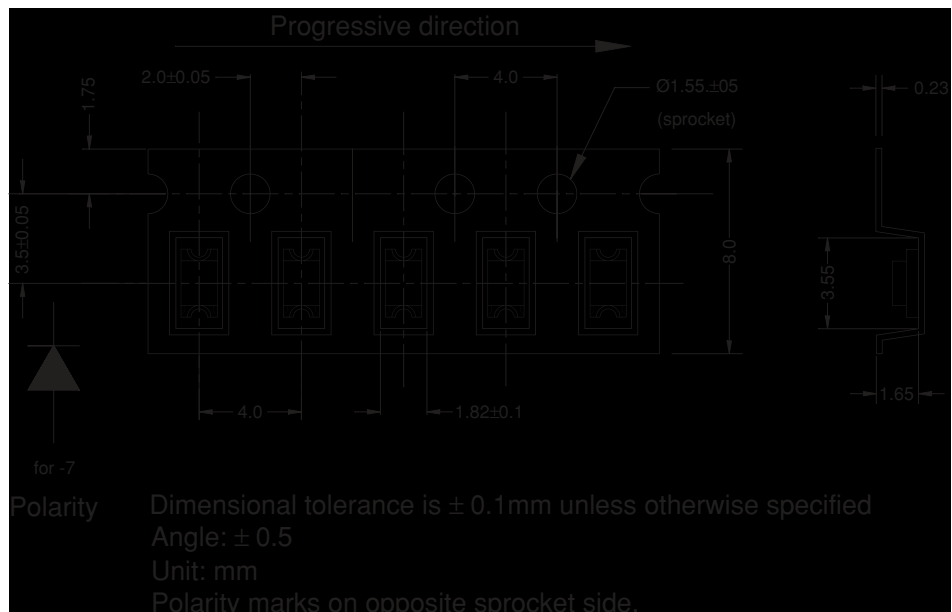 Progressive direction
2.0±0.05
4.0
Ø1.55.±05
(sprocket)
0.23
1.75
3.5±0.05
8.0
3.55
4.0
1.82±0.1
1.65
for -7
Polarity
Dimensional tolerance is ± 0.1mm unless otherwise specified
Angle: ± 0.5
Unit: mm
Polarity marks on opposite sprocket side.